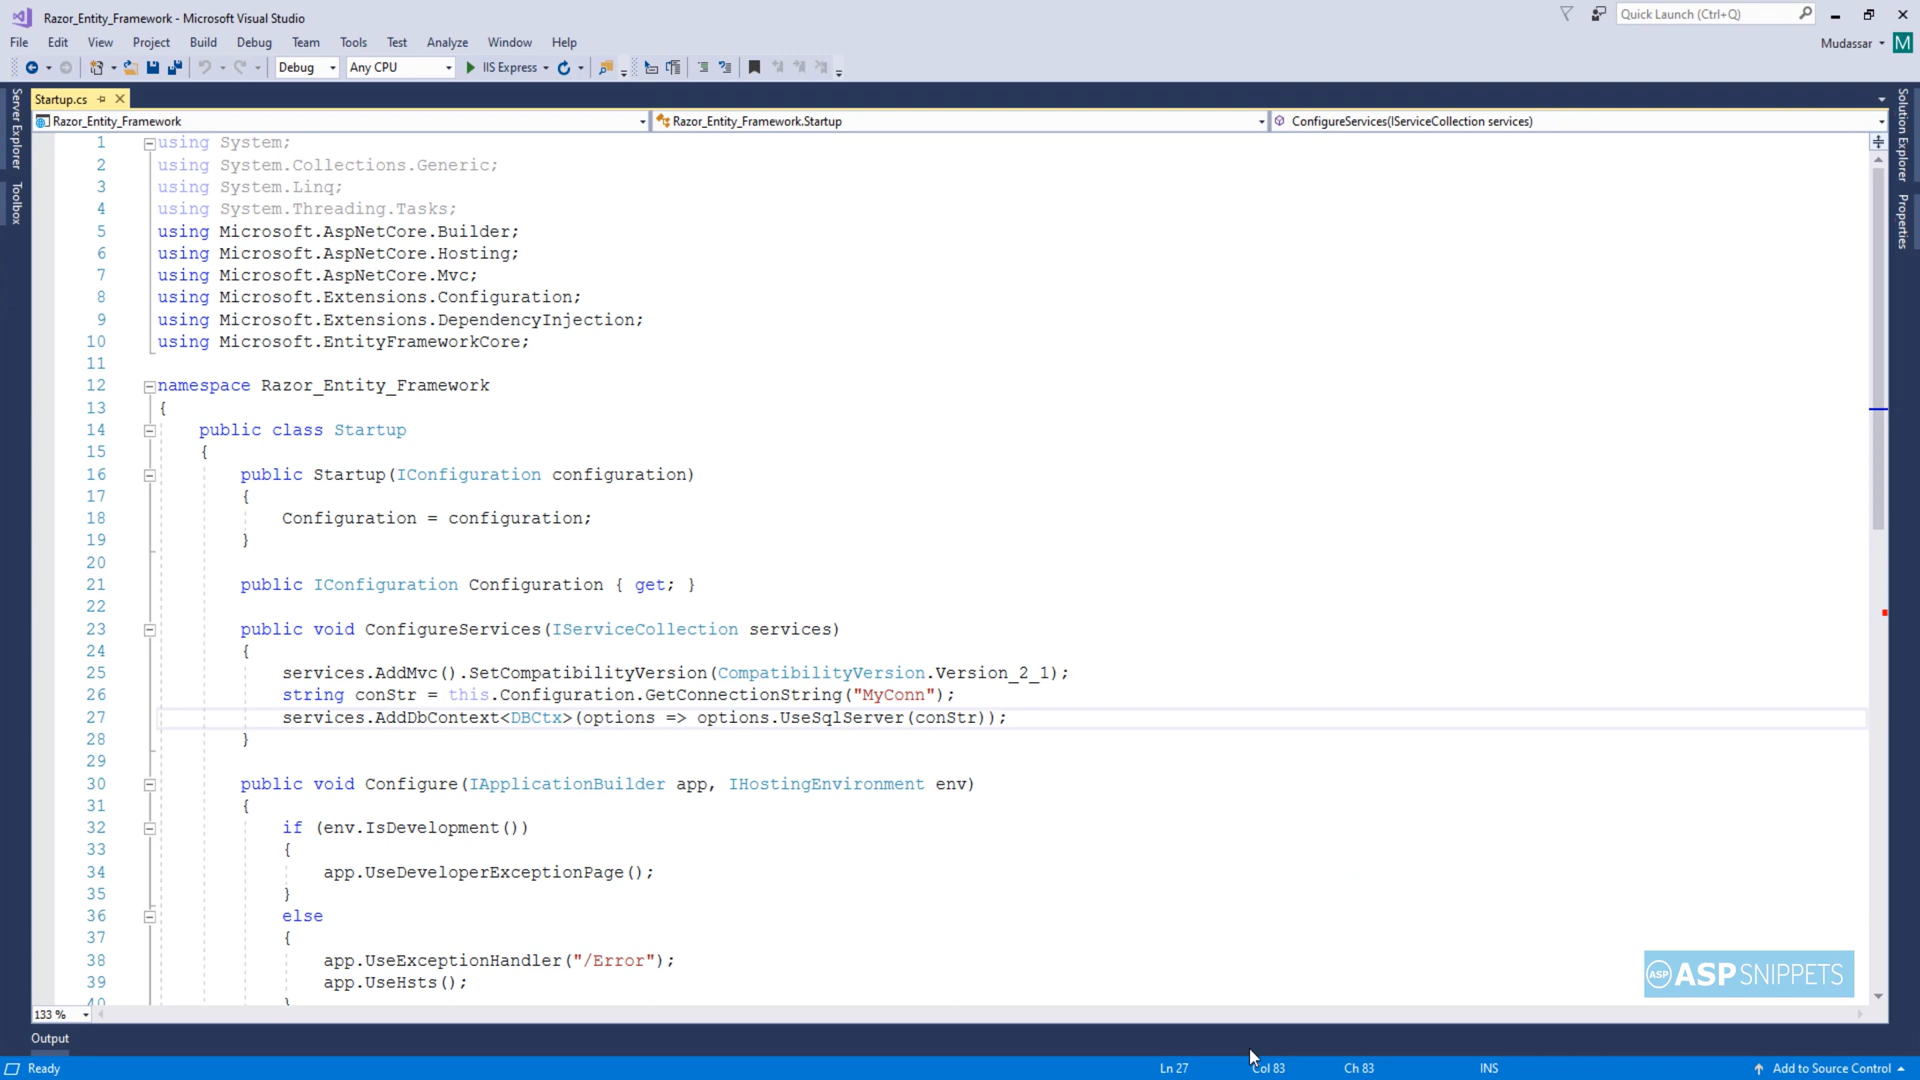 Razor_Entity_Framework - Microsoft Visual Studio
Quick Launch (Ctrl+Q)
File Edit View Project Build Debug Team Tools Test Analyze Window Help
Mudassar M
Debug Any CPU IIS Express
Server Explorer
Toolbox
Solution Explorer
Properties
Startup.cs
Razor_Entity_Framework Razor_Entity_Framework.Startup ConfigureServices(IServiceCollection services)
1 using System;
2 using System.Collections.Generic;
3 using System.Linq;
4 using System.Threading.Tasks;
5 using Microsoft.AspNetCore.Builder;
6 using Microsoft.AspNetCore.Hosting;
7 using Microsoft.AspNetCore.Mvc;
8 using Microsoft.Extensions.Configuration;
9 using Microsoft.Extensions.DependencyInjection;
10 using Microsoft.EntityFrameworkCore;
11
12 namespace Razor_Entity_Framework
13 {
14 public class Startup
15 {
16 public Startup(IConfiguration configuration)
17 {
18 Configuration = configuration;
19 }
20
21 public IConfiguration Configuration { get; }
22
23 public void ConfigureServices(IServiceCollection services)
24 {
25 services.AddMvc().SetCompatibilityVersion(CompatibilityVersion.Version_2_1);
26 string conStr = this.Configuration.GetConnectionString("MyConn");
27 services.AddDbContext<DBCtx>(options => options.UseSqlServer(conStr));
28 }
29
30 public void Configure(IApplicationBuilder app, IHostingEnvironment env)
31 {
32 if (env.IsDevelopment())
33 {
34 app.UseDeveloperExceptionPage();
35 }
36 else
37 {
38 app.UseExceptionHandler("/Error");
39 app.UseHsts();
40 }
ASP ASPSNIPPETS
133 %
Output
Ready Ln 27 Col 83 Ch 83 INS Add to Source Control